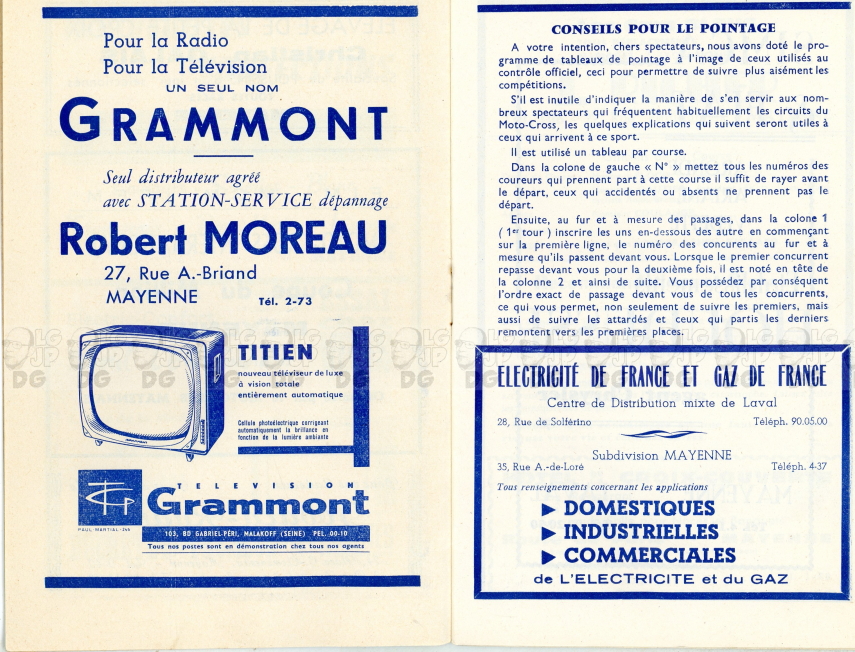 Pour la Radio
Pour la Télévision
UN SEUL NOM
GRAMMONT
Seul distributeur agréé
avec STATION-SERVICE dépannage
Robert MOREAU
27, Rue A.-Briand
MAYENNE Tél. 2-73
TITIEN
nouveau téléviseur de luxe
à vision totale
entièrement automatique
Cellule photoélectrique corrigeant
automatiquement la brillance en
fonction de la lumière ambiante
TELEVISION
Grammont
PAUL-MARTIAL-246
103, BD GABRIEL-PÉRI, MALAKOFF (SEINE) PEL. 00-10
Tous nos postes sont en démonstration chez tous nos agents
CONSEILS POUR LE POINTAGE
A votre intention, chers spectateurs, nous avons doté le pro-
gramme de tableaux de pointage à l'image de ceux utilisés au
contrôle officiel, ceci pour permettre de suivre plus aisément les
compétitions.
S'il est inutile d'indiquer la manière de s'en servir aux nom-
breux spectateurs qui fréquentent habituellement les circuits du
Moto-Cross, les quelques explications qui suivent seront utiles à
ceux qui arrivent à ce sport.
Il est utilisé un tableau par course.
Dans la colone de gauche « N° » mettez tous les numéros des
coureurs qui prennent part à cette course il suffit de rayer avant
le départ, ceux qui accidentés ou absents ne prennent pas le
départ.
Ensuite, au fur et à mesure des passages, dans la colone 1
( 1er tour ) inscrire les uns en-dessous des autre en commençant
sur la première ligne, le numéro des concurents au fur et à
mesure qu'ils passent devant vous. Lorsque le premier concurrent
repasse devant vous pour la deuxième fois, il est noté en tête de
la colonne 2 et ainsi de suite. Vous possédez par conséquent
l'ordre exact de passage devant vous de tous les concurrents,
ce qui vous permet, non seulement de suivre les premiers, mais
aussi de suivre les attardés et ceux qui partis les derniers
remontent vers les premières places.
ELECTRICITÉ DE FRANCE ET GAZ DE FRANCE
Centre de Distribution mixte de Laval
28, Rue de Solférino Téléph. 90.05.00
Subdivision MAYENNE
35, Rue A.-de-Loré Téléph. 4-37
Tous renseignements concernant les applications
► DOMESTIQUES
► INDUSTRIELLES
► COMMERCIALES
de L'ELECTRICITE et du GAZ